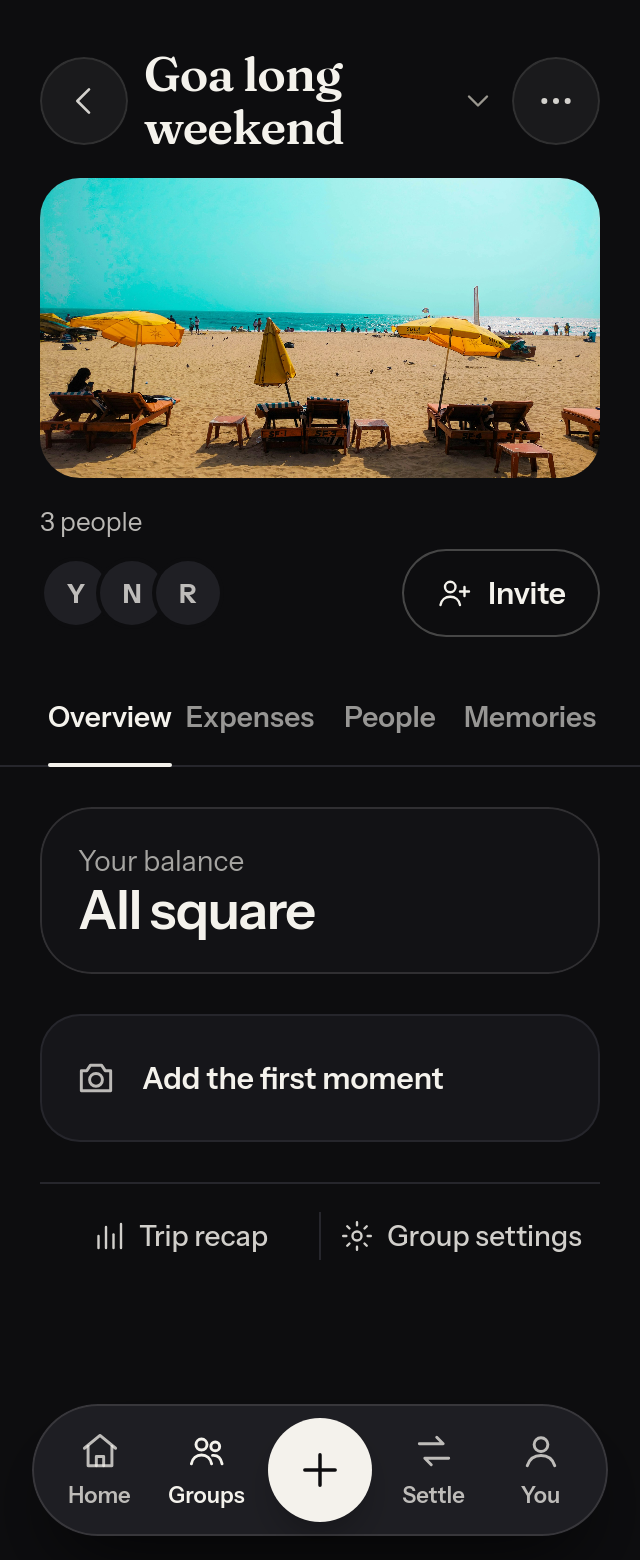 Goa long
weekend
3 people
Y N R
Invite
Overview Expenses People Memories
Your balance
All square
Add the first moment
Trip recap
Group settings
Home Groups Settle You